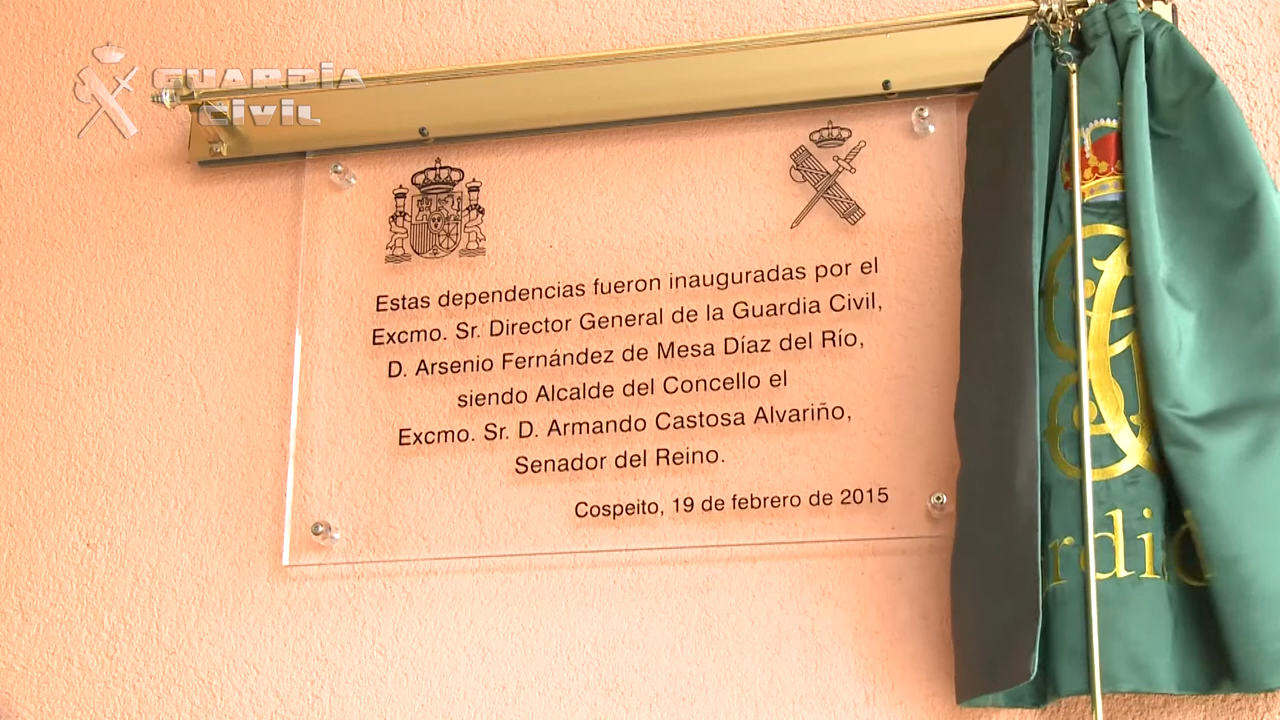 GUARDIA
CIVIL
Estas dependencias fueron inauguradas por el
Excmo. Sr. Director General de la Guardia Civil,
D. Arsenio Fernández de Mesa Díaz del Río,
siendo Alcalde del Concello el
Excmo. Sr. D. Armando Castosa Alvariño,
Senador del Reino.
Cospeito, 19 de febrero de 2015
rdia